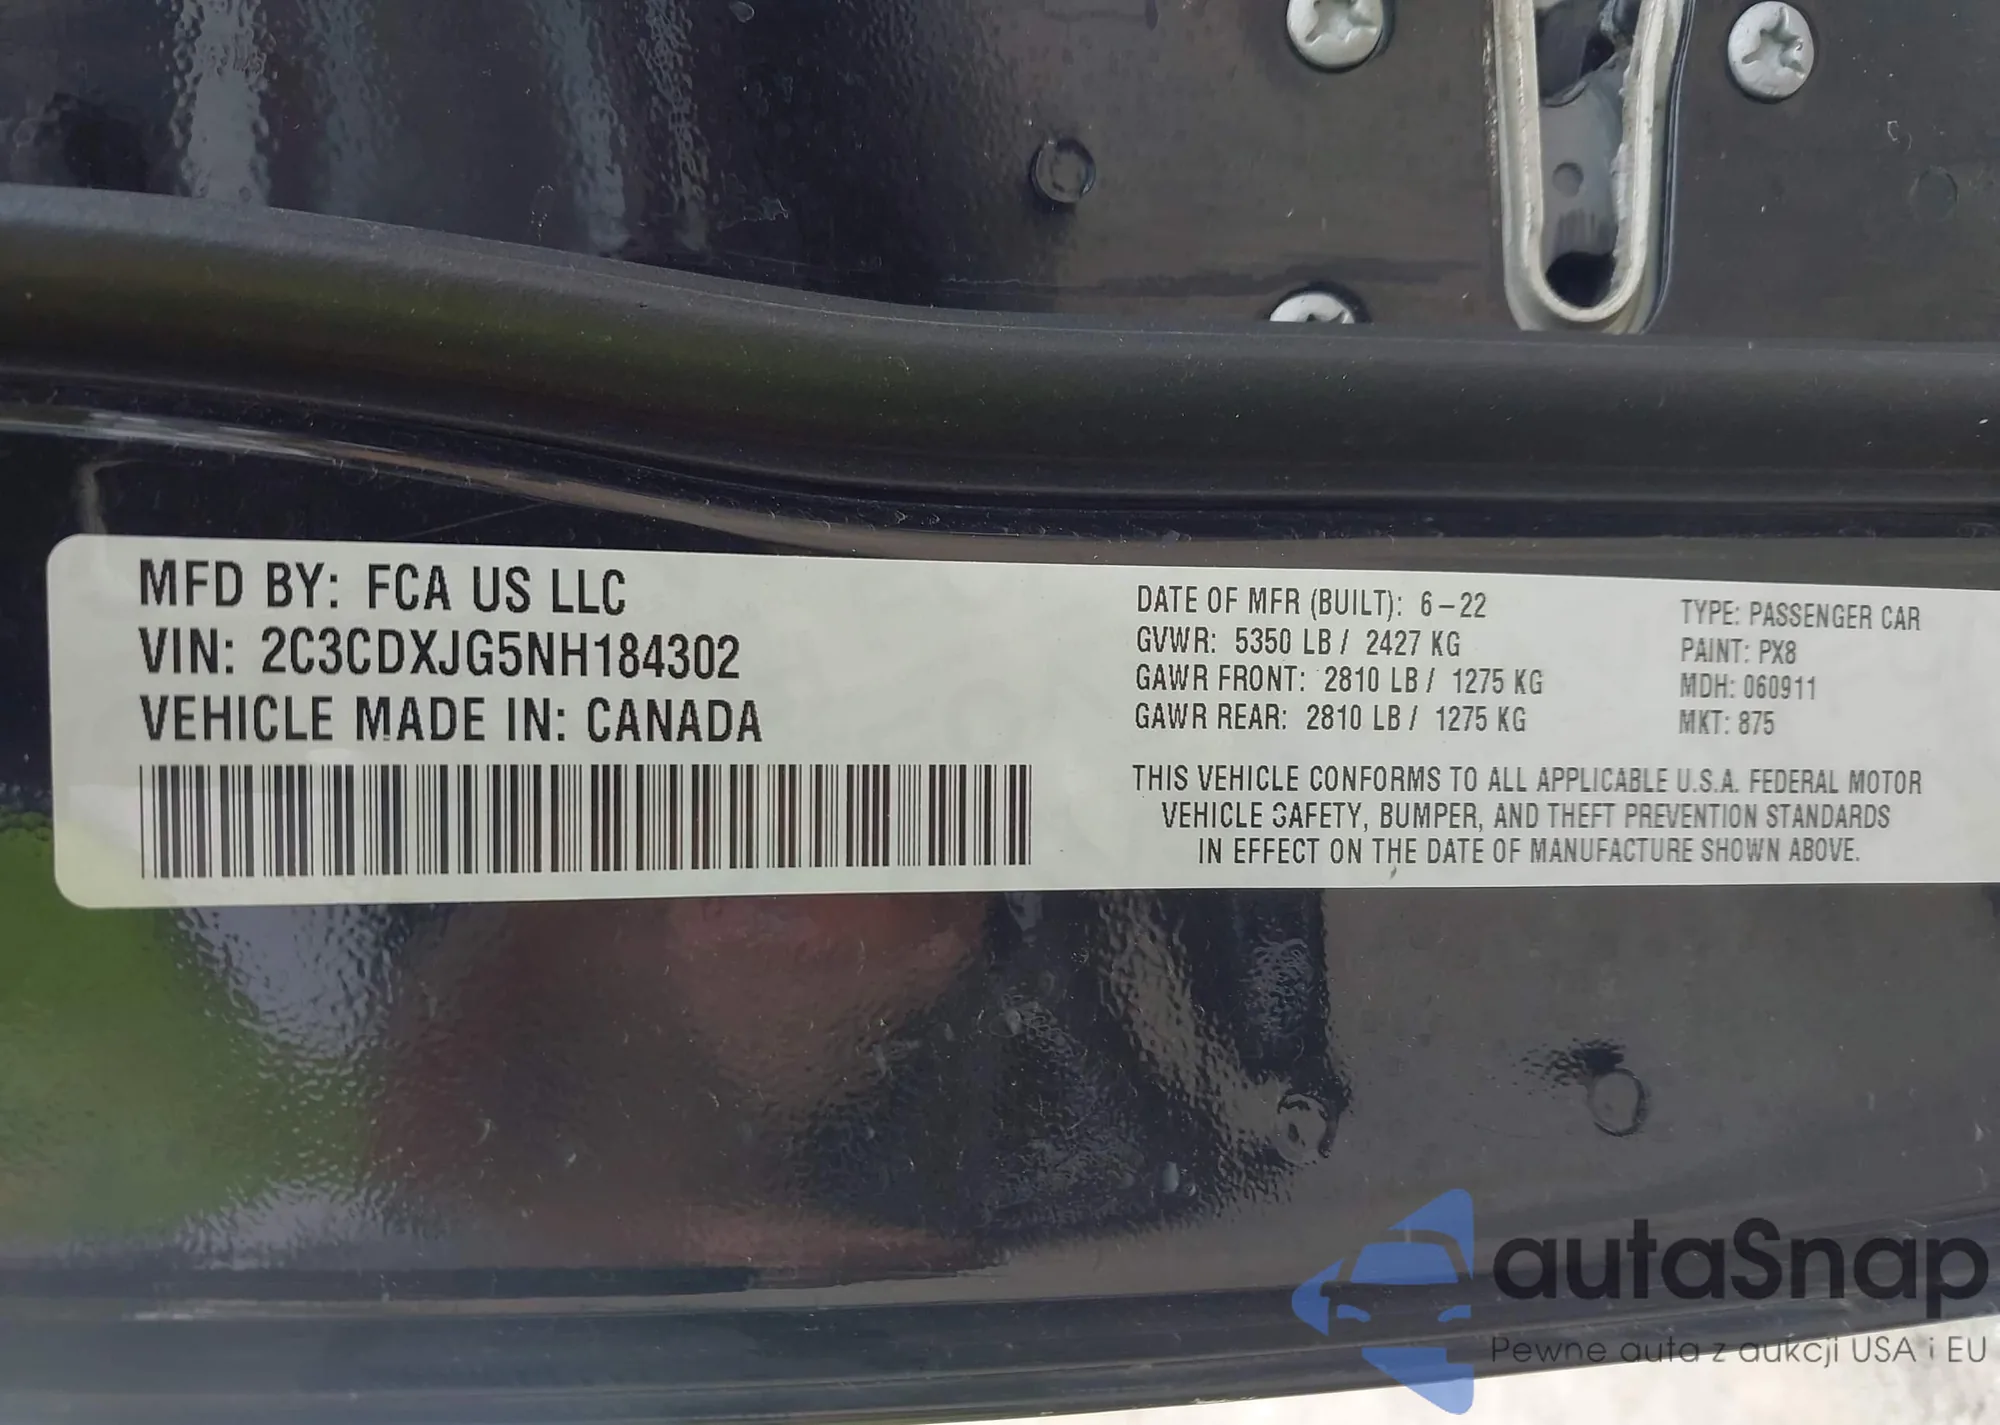 MFD BY: FCA US LLC
VIN: 2C3CDXJG5NH184302
VEHICLE MADE IN: CANADA
DATE OF MFR (BUILT): 6-22
GVWR: 5350 LB / 2427 KG
GAWR FRONT: 2810 LB / 1275 KG
GAWR REAR: 2810 LB / 1275 KG
TYPE: PASSENGER CAR
PAINT: PX8
MDH: 060911
MKT: 875
THIS VEHICLE CONFORMS TO ALL APPLICABLE U.S.A. FEDERAL MOTOR
VEHICLE SAFETY, BUMPER, AND THEFT PREVENTION STANDARDS
IN EFFECT ON THE DATE OF MANUFACTURE SHOWN ABOVE.
autaSnap
Pewne auta z aukcji USA i EU